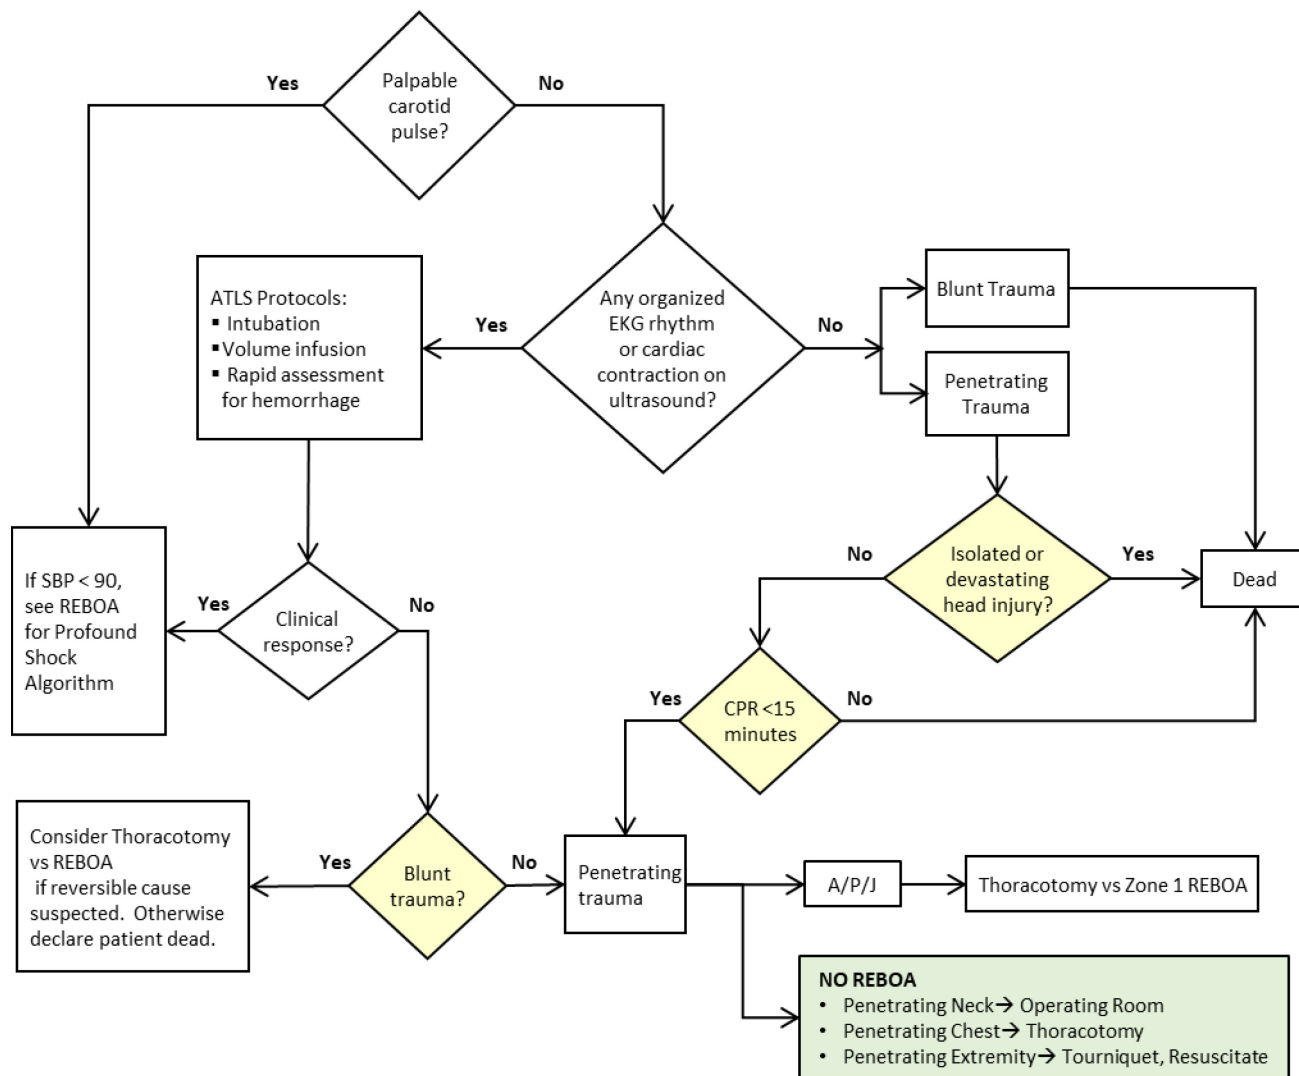 Palpable
carotid
pulse?
Yes
No
ATLS Protocols:
▪ Intubation
▪ Volume infusion
▪ Rapid assessment
for hemorrhage
Yes
Any organized
EKG rhythm
or cardiac
contraction on
ultrasound?
No
Blunt Trauma
Penetrating
Trauma
If SBP < 90,
see REBOA
for Profound
Shock
Algorithm
Yes
Clinical
response?
No
No
Isolated or
devastating
head injury?
Yes
Dead
Yes
CPR <15
minutes
No
Consider Thoracotomy
vs REBOA
if reversible cause
suspected. Otherwise
declare patient dead.
Yes
Blunt
trauma?
No
Penetrating
trauma
A/P/J
Thoracotomy vs Zone 1 REBOA
NO REBOA
• Penetrating Neck→ Operating Room
• Penetrating Chest→ Thoracotomy
• Penetrating Extremity→ Tourniquet, Resuscitate